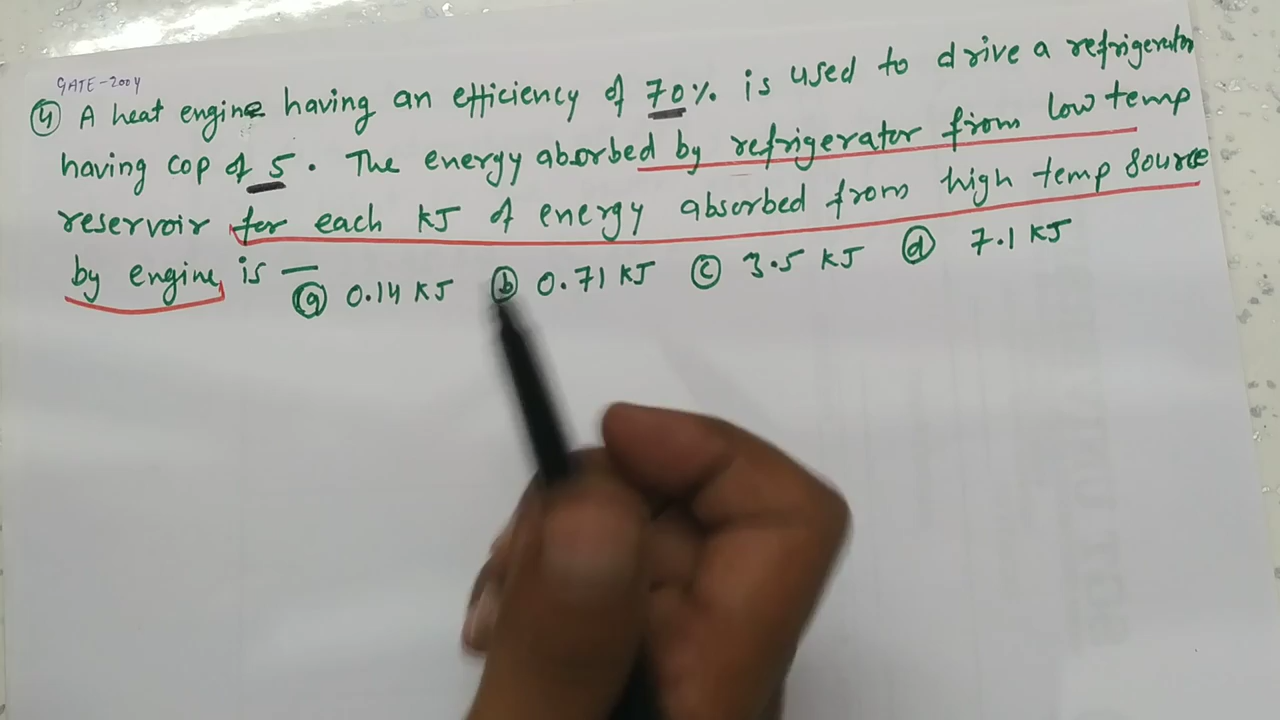 GATE-2004
④ A heat engine having an efficiency of 70%. is used to drive a refrigerator
having cop of 5. The energy aborbed by refrigerator from low temp
reservoir for each KJ of energy absorbed from high temp source
by engine is —
ⓐ 0.14 KJ ⓑ 0.71 KJ ⓒ 3.5 KJ ⓓ 7.1 KJ